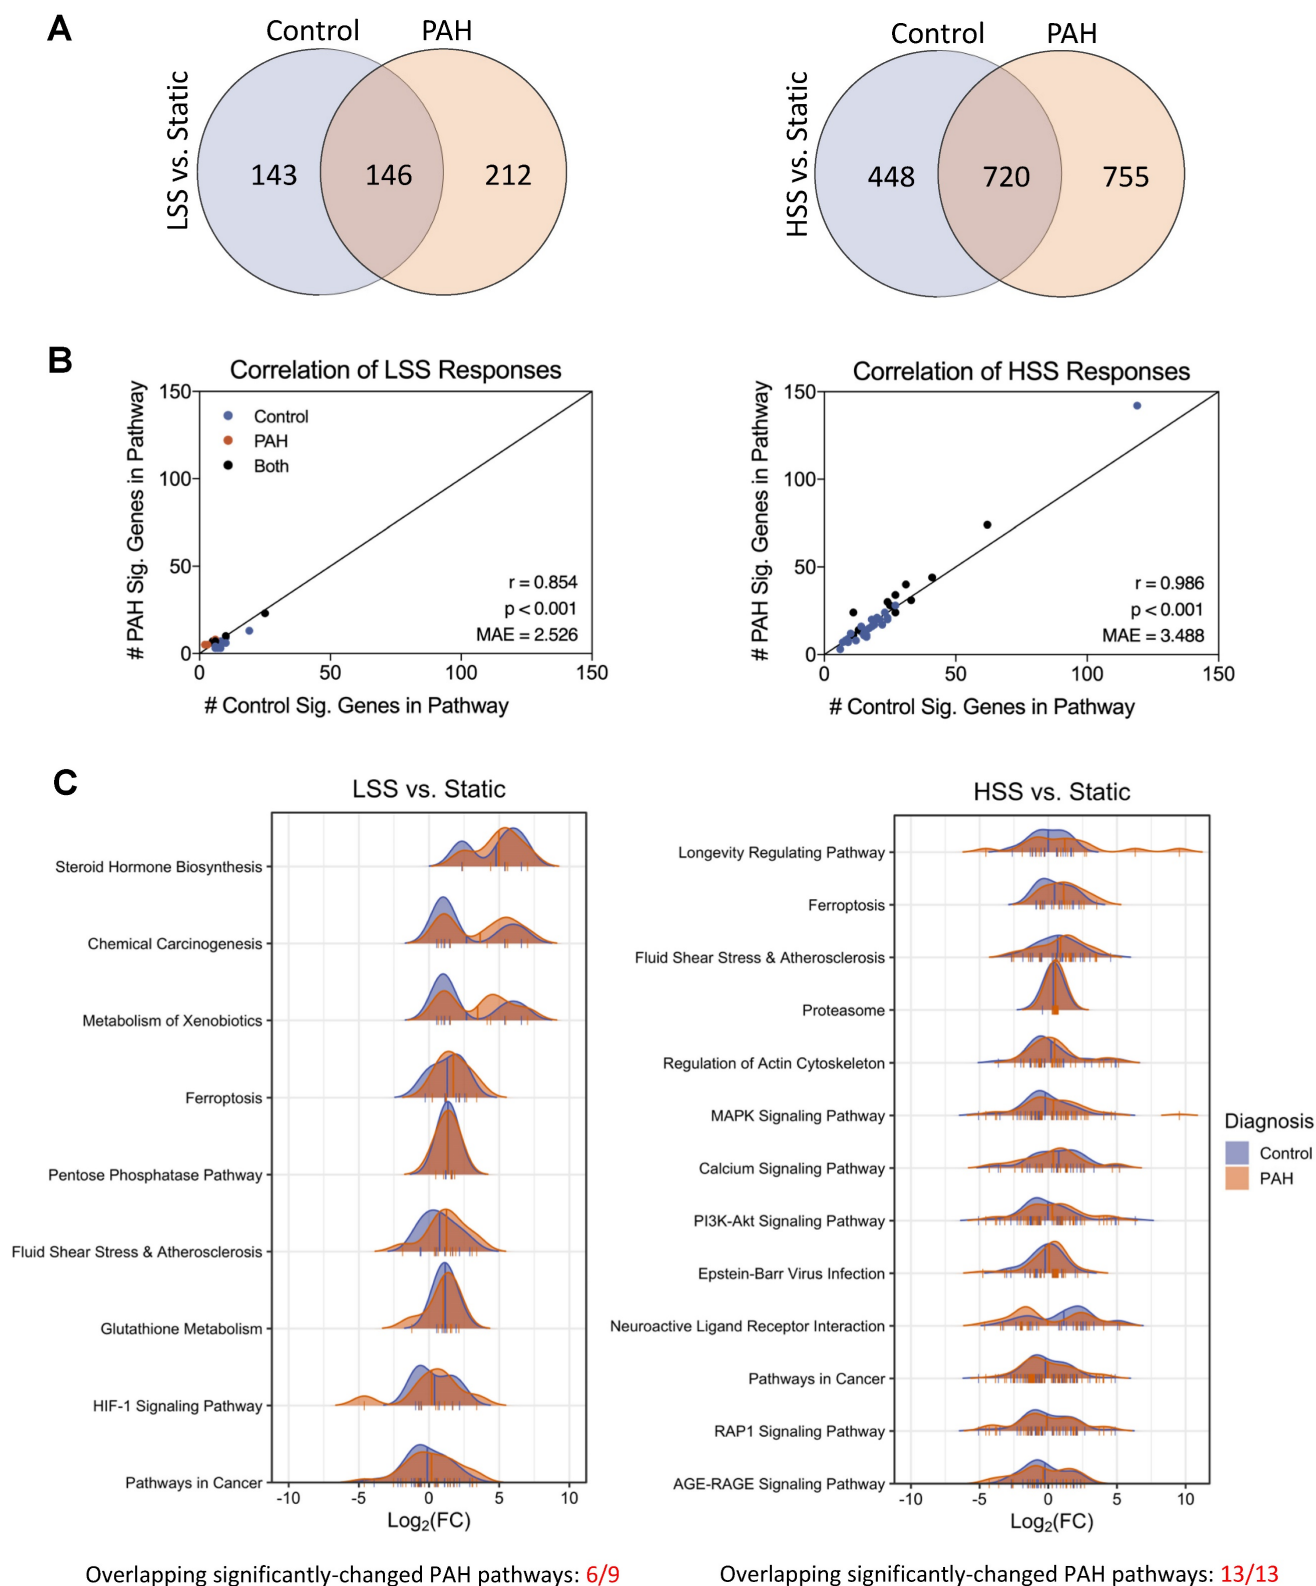 A
Control PAH
LSS vs. Static
143 146 212
Control PAH
HSS vs. Static
448 720 755
B
Correlation of LSS Responses
# PAH Sig. Genes in Pathway
150
100
50
0
Control
PAH
Both
r = 0.854
p < 0.001
MAE = 2.526
0 50 100 150
# Control Sig. Genes in Pathway
Correlation of HSS Responses
# PAH Sig. Genes in Pathway
150
100
50
0
r = 0.986
p < 0.001
MAE = 3.488
0 50 100 150
# Control Sig. Genes in Pathway
C
LSS vs. Static
Steroid Hormone Biosynthesis
Chemical Carcinogenesis
Metabolism of Xenobiotics
Ferroptosis
Pentose Phosphatase Pathway
Fluid Shear Stress & Atherosclerosis
Glutathione Metabolism
HIF-1 Signaling Pathway
Pathways in Cancer
-10 -5 0 5 10
Log2(FC)
Overlapping significantly-changed PAH pathways: 6/9
HSS vs. Static
Longevity Regulating Pathway
Ferroptosis
Fluid Shear Stress & Atherosclerosis
Proteasome
Regulation of Actin Cytoskeleton
MAPK Signaling Pathway
Calcium Signaling Pathway
PI3K-Akt Signaling Pathway
Epstein-Barr Virus Infection
Neuroactive Ligand Receptor Interaction
Pathways in Cancer
RAP1 Signaling Pathway
AGE-RAGE Signaling Pathway
-10 -5 0 5 10
Log2(FC)
Diagnosis
Control
PAH
Overlapping significantly-changed PAH pathways: 13/13